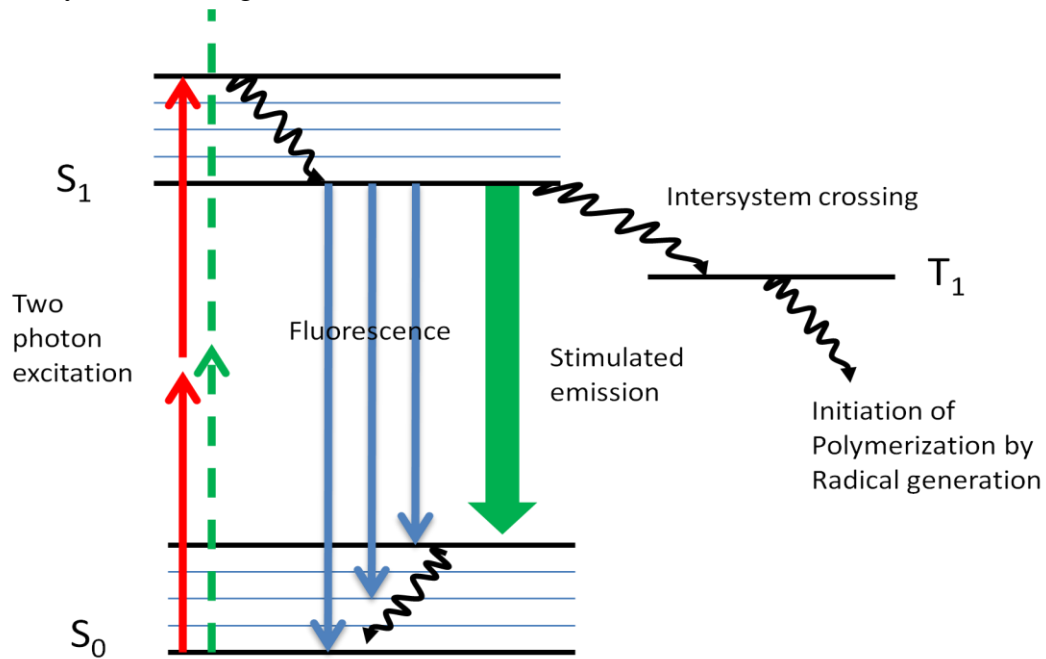 S1
Intersystem crossing
T1
Two
photon
excitation
Fluorescence
Stimulated
emission
Initiation of
Polymerization by
Radical generation
S0